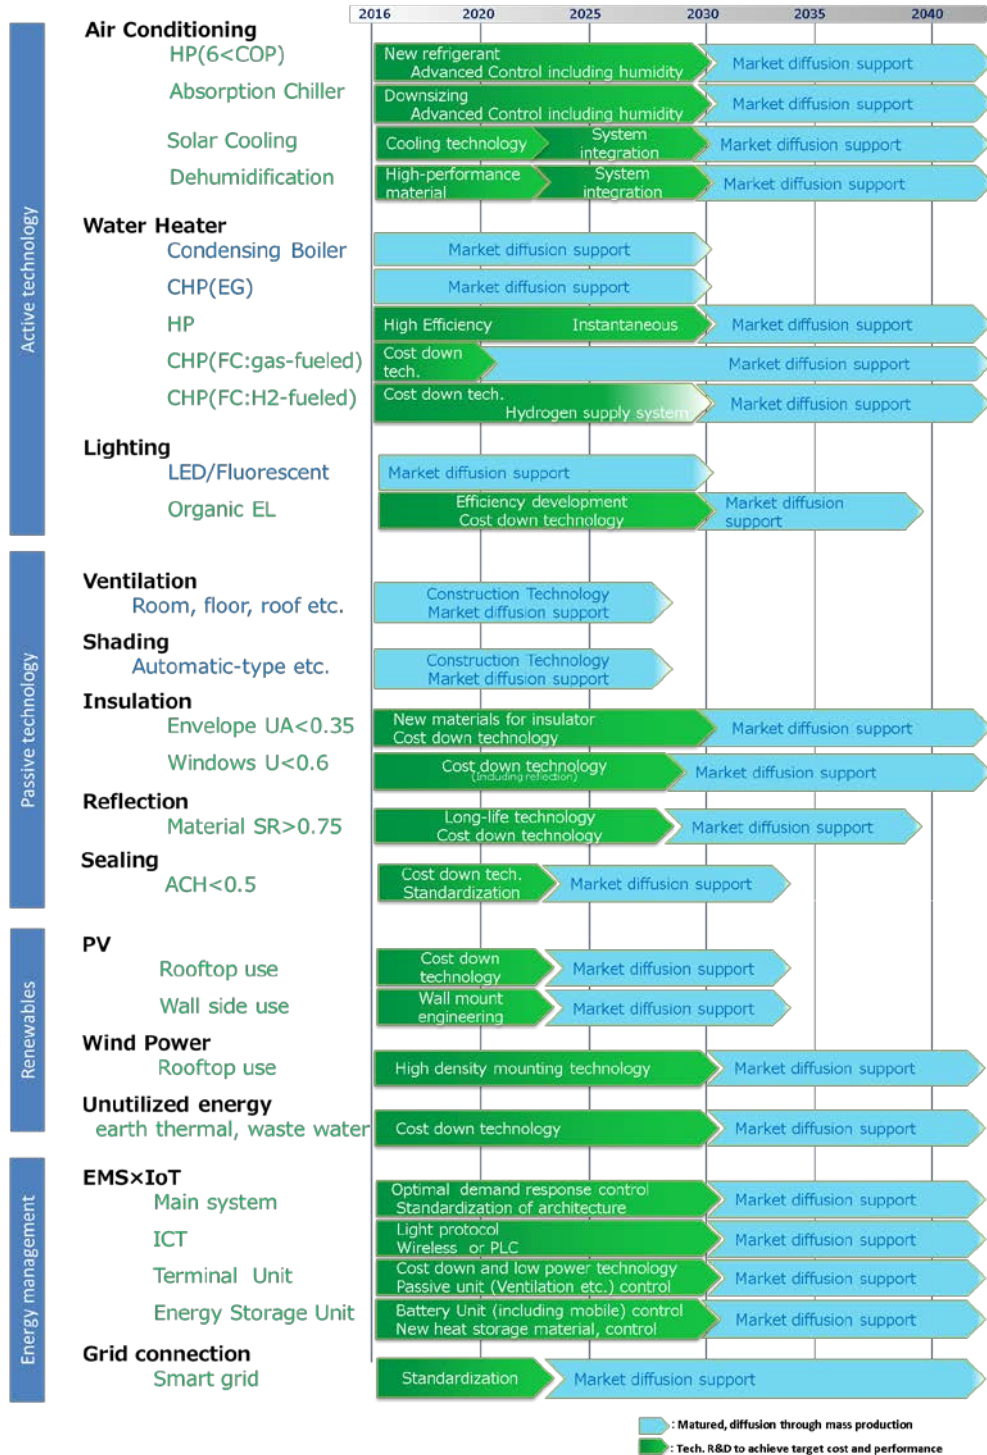 2016 2020 2025 2030 2035 2040
Active technology
Air Conditioning
HP(6<COP)
New refrigerant
Advanced Control including humidity
Market diffusion support
Absorption Chiller
Downsizing
Advanced Control including humidity
Market diffusion support
Solar Cooling
Cooling technology
System
integration
Market diffusion support
Dehumidification
High-performance
material
System
integration
Market diffusion support
Water Heater
Condensing Boiler
Market diffusion support
CHP(EG)
Market diffusion support
HP
High Efficiency
Instantaneous
Market diffusion support
CHP(FC:gas-fueled)
Cost down
tech.
Market diffusion support
CHP(FC:H2-fueled)
Cost down tech.
Hydrogen supply system
Market diffusion support
Lighting
LED/Fluorescent
Market diffusion support
Organic EL
Efficiency development
Cost down technology
Market diffusion
support
Passive technology
Ventilation
Room, floor, roof etc.
Construction Technology
Market diffusion support
Shading
Automatic-type etc.
Construction Technology
Market diffusion support
Insulation
Envelope UA<0.35
New materials for insulator
Cost down technology
Market diffusion support
Windows U<0.6
Cost down technology
(Including reflection)
Market diffusion support
Reflection
Material SR>0.75
Long-life technology
Cost down technology
Market diffusion support
Sealing
ACH<0.5
Cost down tech.
Standardization
Market diffusion support
Renewables
PV
Rooftop use
Cost down
technology
Market diffusion support
Wall side use
Wall mount
engineering
Market diffusion support
Wind Power
Rooftop use
High density mounting technology
Market diffusion support
Unutilized energy
earth thermal, waste water
Cost down technology
Market diffusion support
Energy management
EMS×IoT
Main system
Optimal demand response control
Standardization of architecture
Market diffusion support
ICT
Light protocol
Wireless or PLC
Market diffusion support
Terminal Unit
Cost down and low power technology
Passive unit (Ventilation etc.) control
Market diffusion support
Energy Storage Unit
Battery Unit (including mobile) control
New heat storage material, control
Market diffusion support
Grid connection
Smart grid
Standardization
Market diffusion support
: Matured, diffusion through mass production
: Tech. R&D to achieve target cost and performance